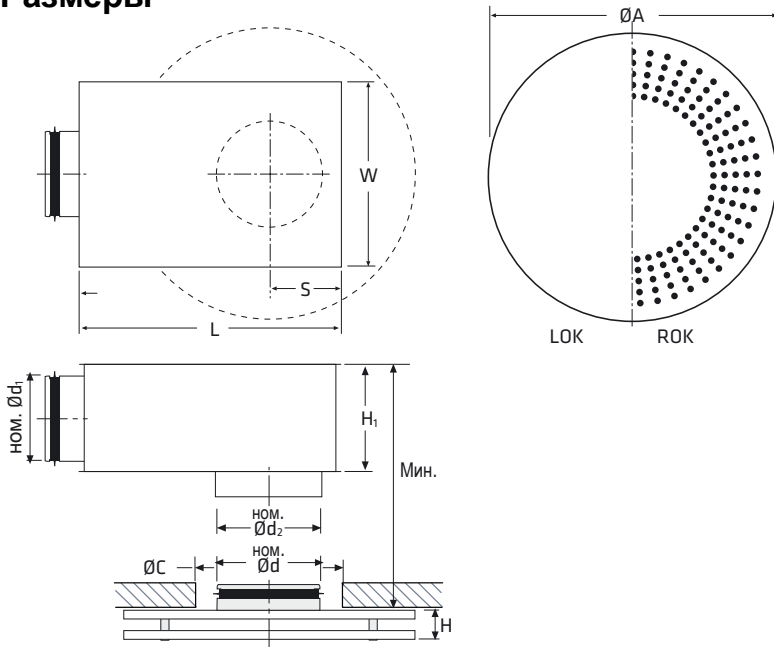 Размеры
ØA
W
S
L
LOK
ROK
ном. Ød₁
H₁
Мин.
ном.
Ød₂
ном.
ØC
Ød
H